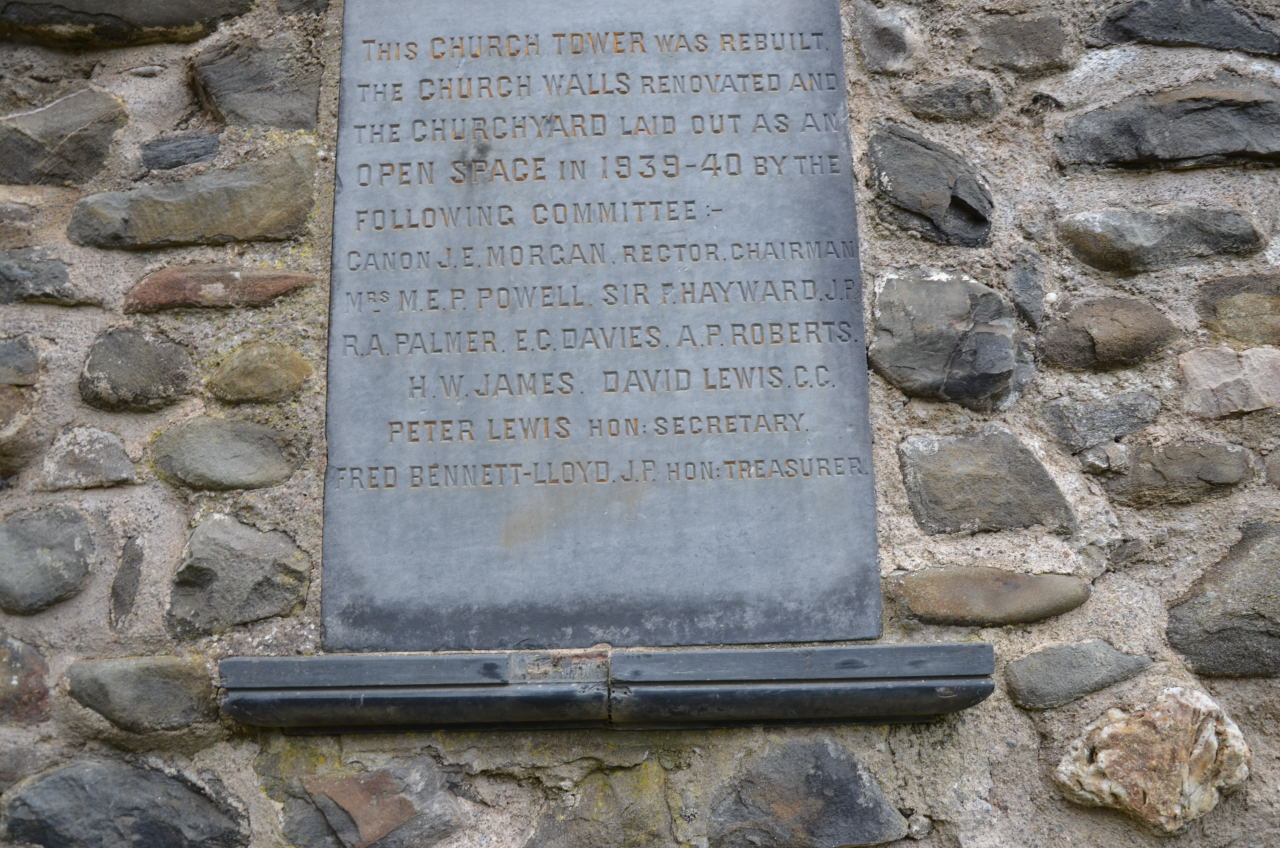 THIS CHURCH TOWER WAS REBUILT.
THE CHURCH WALLS RENOVATED AND
THE CHURCHYARD LAID OUT AS AN
OPEN SPACE IN 1939-40 BY THE
FOLLOWING COMMITTEE:-
CANON J.E. MORGAN. RECTOR. CHAIRMAN
MRS M.E.P. POWELL. SIR F. HAYWARD. J.P.
R.A. PALMER. E.C. DAVIES. A.P. ROBERTS.
H.W. JAMES. DAVID LEWIS. C.C.
PETER LEWIS HON: SECRETARY.
FRED BENNETT-LLOYD. J.P. HON: TREASURER.